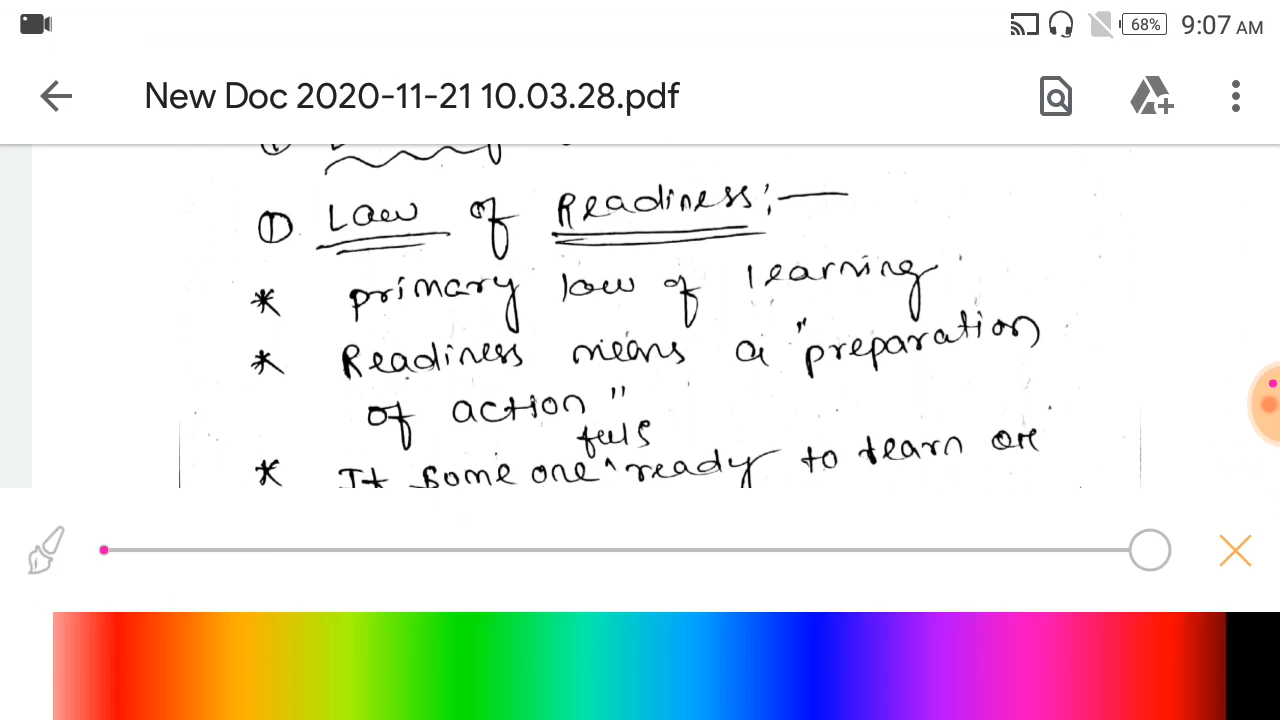 68% 9:07 AM
New Doc 2020-11-21 10.03.28.pdf
① Law of Readiness:—
* primary law of learning
* Readiness means a "preparation
of action"
feels
* If some one ^ ready to learn or